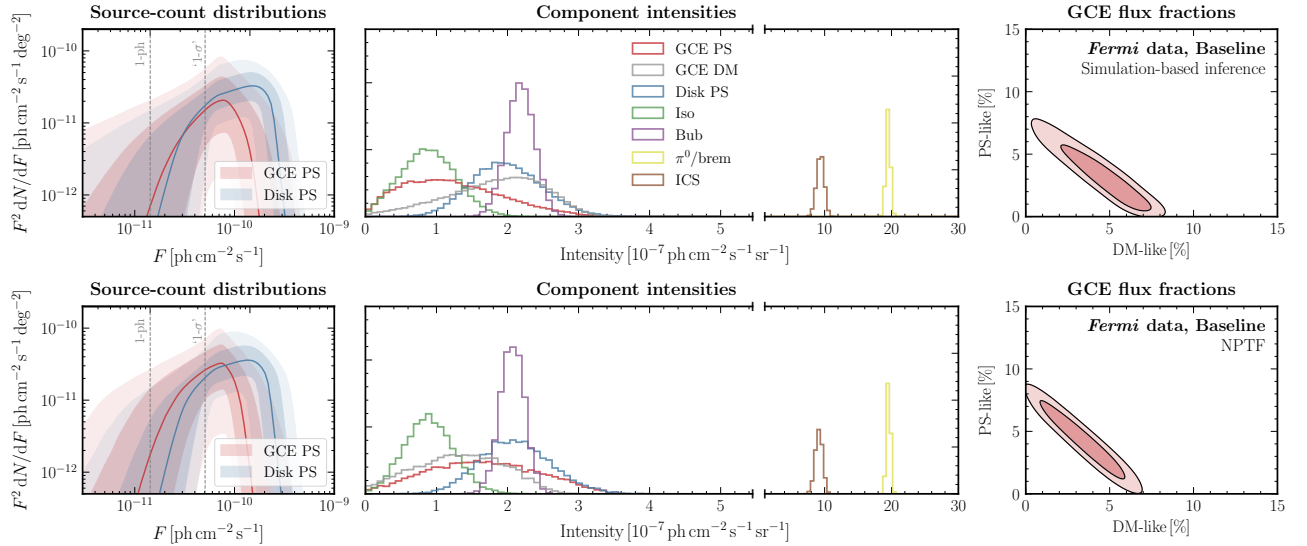 Source-count distributions
F² dN/dF [ph cm⁻² s⁻¹ deg⁻²]
10⁻¹⁰
10⁻¹¹
10⁻¹²
1-ph
'1-σ'
GCE PS
Disk PS
10⁻¹¹ 10⁻¹⁰ 10⁻⁹
F [ph cm⁻² s⁻¹]
Component intensities
GCE PS
GCE DM
Disk PS
Iso
Bub
π⁰/brem
ICS
0 1 2 3 4 5 10 20 30
Intensity [10⁻⁷ ph cm⁻² s⁻¹ sr⁻¹]
GCE flux fractions
Fermi data, Baseline
Simulation-based inference
PS-like [%]
15
10
5
0
0 5 10 15
DM-like [%]
Source-count distributions
F² dN/dF [ph cm⁻² s⁻¹ deg⁻²]
10⁻¹⁰
10⁻¹¹
10⁻¹²
1-ph
'1-σ'
GCE PS
Disk PS
10⁻¹¹ 10⁻¹⁰ 10⁻⁹
F [ph cm⁻² s⁻¹]
Component intensities
0 1 2 3 4 5 10 20 30
Intensity [10⁻⁷ ph cm⁻² s⁻¹ sr⁻¹]
GCE flux fractions
Fermi data, Baseline
NPTF
PS-like [%]
15
10
5
0
0 5 10 15
DM-like [%]